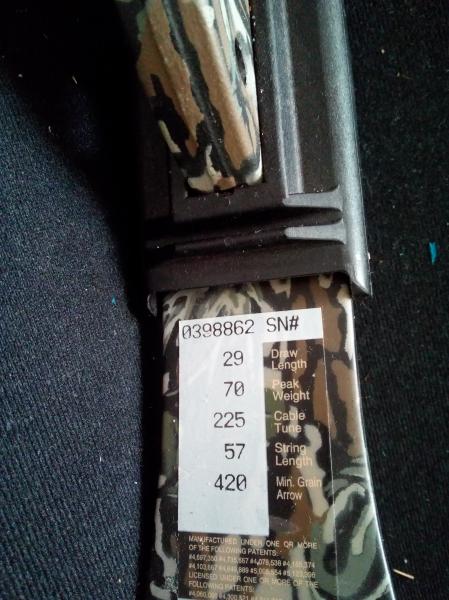 0398862 SN#
29 Draw Length
70 Peak Weight
225 Cable Tune
57 String Length
420 Min. Grain Arrow
MANUFACTURED UNDER ONE OR MORE
OF THE FOLLOWING PATENTS:
LICENSED UNDER ONE OR MORE OF THE
FOLLOWING PATENTS: